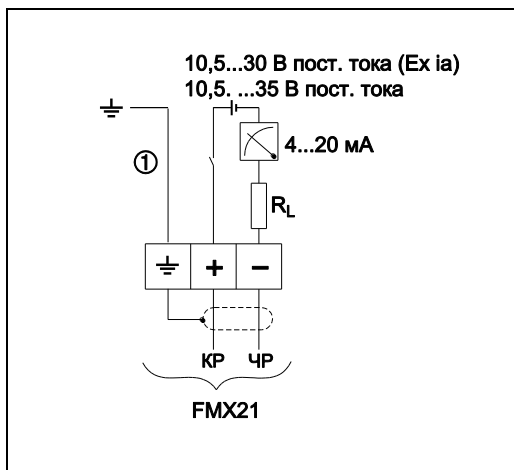 10,5...30 В пост. тока (Ex ia)
10,5. ...35 В пост. тока
4...20 мА
①
RL
+ −
КР ЧР
FMX21